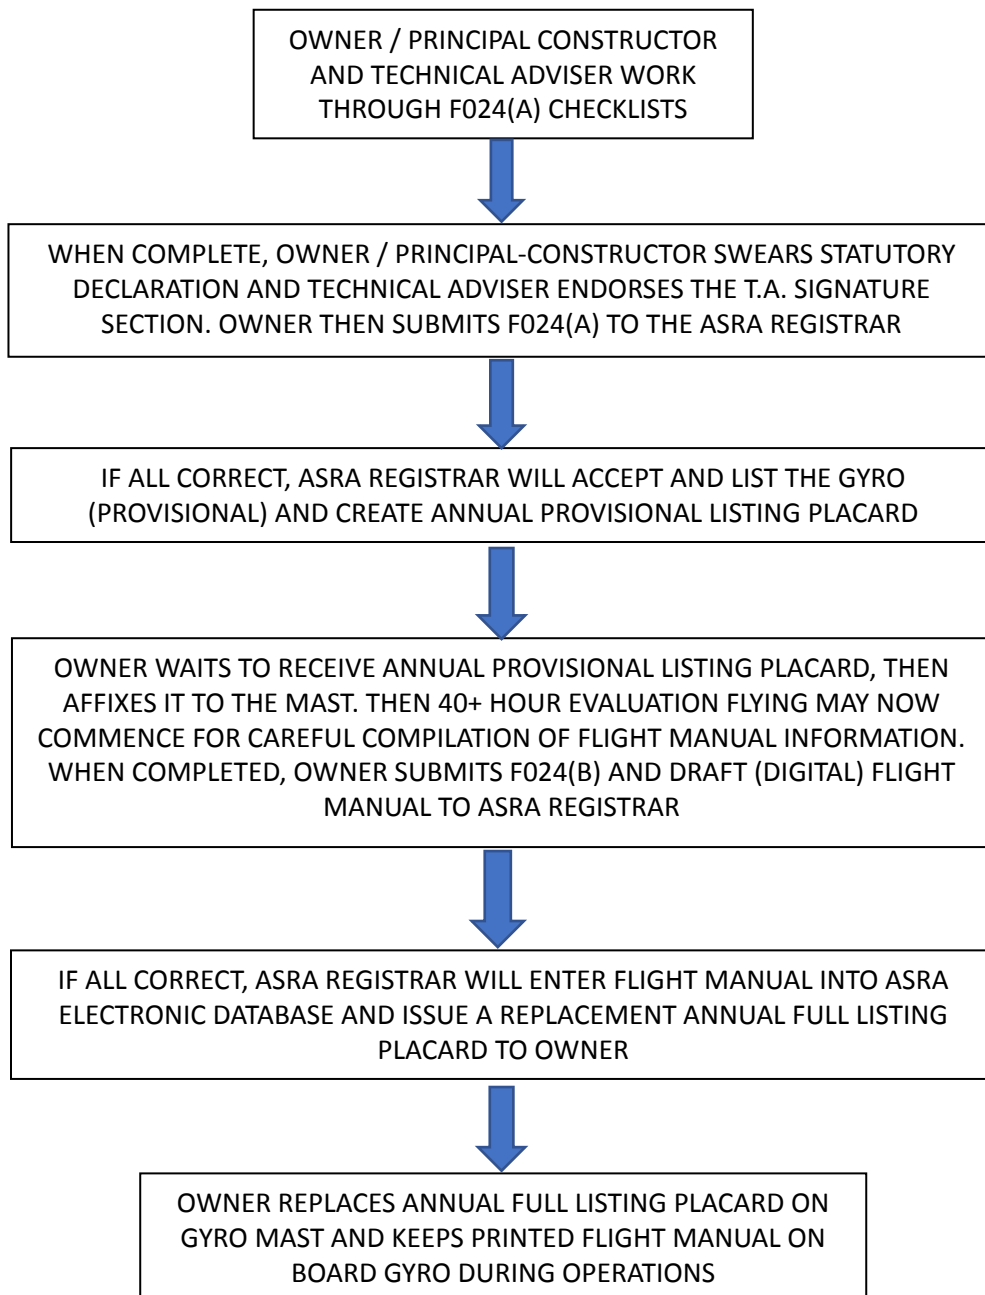 OWNER / PRINCIPAL CONSTRUCTOR
AND TECHNICAL ADVISER WORK
THROUGH F024(A) CHECKLISTS
WHEN COMPLETE, OWNER / PRINCIPAL-CONSTRUCTOR SWEARS STATUTORY
DECLARATION AND TECHNICAL ADVISER ENDORSES THE T.A. SIGNATURE
SECTION. OWNER THEN SUBMITS F024(A) TO THE ASRA REGISTRAR
IF ALL CORRECT, ASRA REGISTRAR WILL ACCEPT AND LIST THE GYRO
(PROVISIONAL) AND CREATE ANNUAL PROVISIONAL LISTING PLACARD
OWNER WAITS TO RECEIVE ANNUAL PROVISIONAL LISTING PLACARD, THEN
AFFIXES IT TO THE MAST. THEN 40+ HOUR EVALUATION FLYING MAY NOW
COMMENCE FOR CAREFUL COMPILATION OF FLIGHT MANUAL INFORMATION.
WHEN COMPLETED, OWNER SUBMITS F024(B) AND DRAFT (DIGITAL) FLIGHT
MANUAL TO ASRA REGISTRAR
IF ALL CORRECT, ASRA REGISTRAR WILL ENTER FLIGHT MANUAL INTO ASRA
ELECTRONIC DATABASE AND ISSUE A REPLACEMENT ANNUAL FULL LISTING
PLACARD TO OWNER
OWNER REPLACES ANNUAL FULL LISTING PLACARD ON
GYRO MAST AND KEEPS PRINTED FLIGHT MANUAL ON
BOARD GYRO DURING OPERATIONS